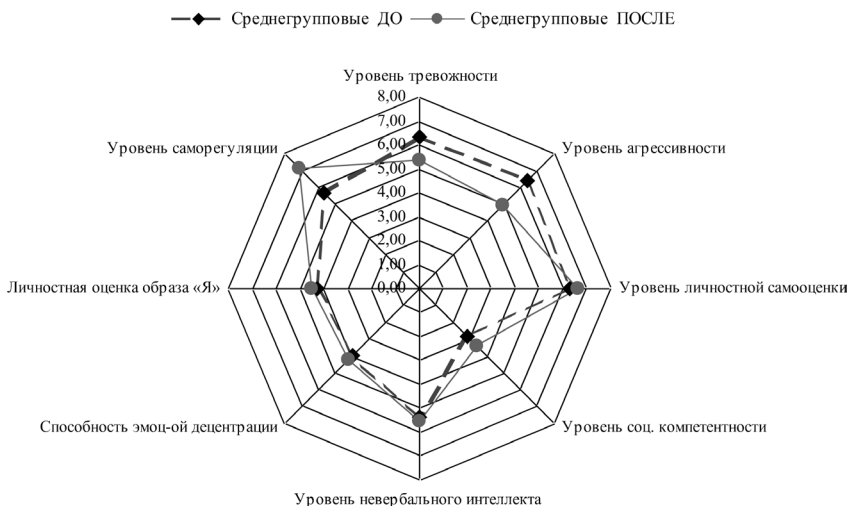 Среднегрупповые ДО
Среднегрупповые ПОСЛЕ
Уровень тревожности
8,00
7,00
6,00
5,00
4,00
3,00
2,00
1,00
0,00
Уровень саморегуляции
Уровень агрессивности
Личностная оценка образа «Я»
Уровень личностной самооценки
Способность эмоц-ой децентрации
Уровень соц. компетентности
Уровень невербального интеллекта